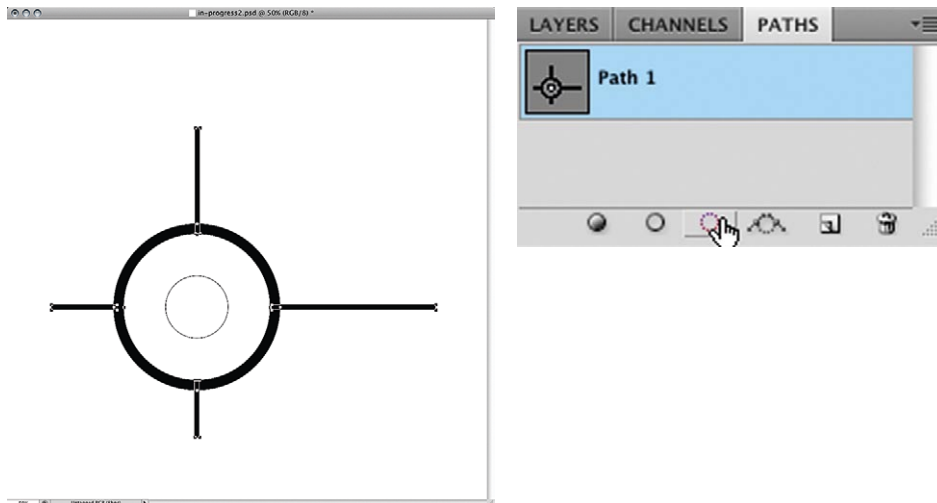 in-progress2.psd @ 50% (RGB/8) *
LAYERS CHANNELS PATHS
Path 1